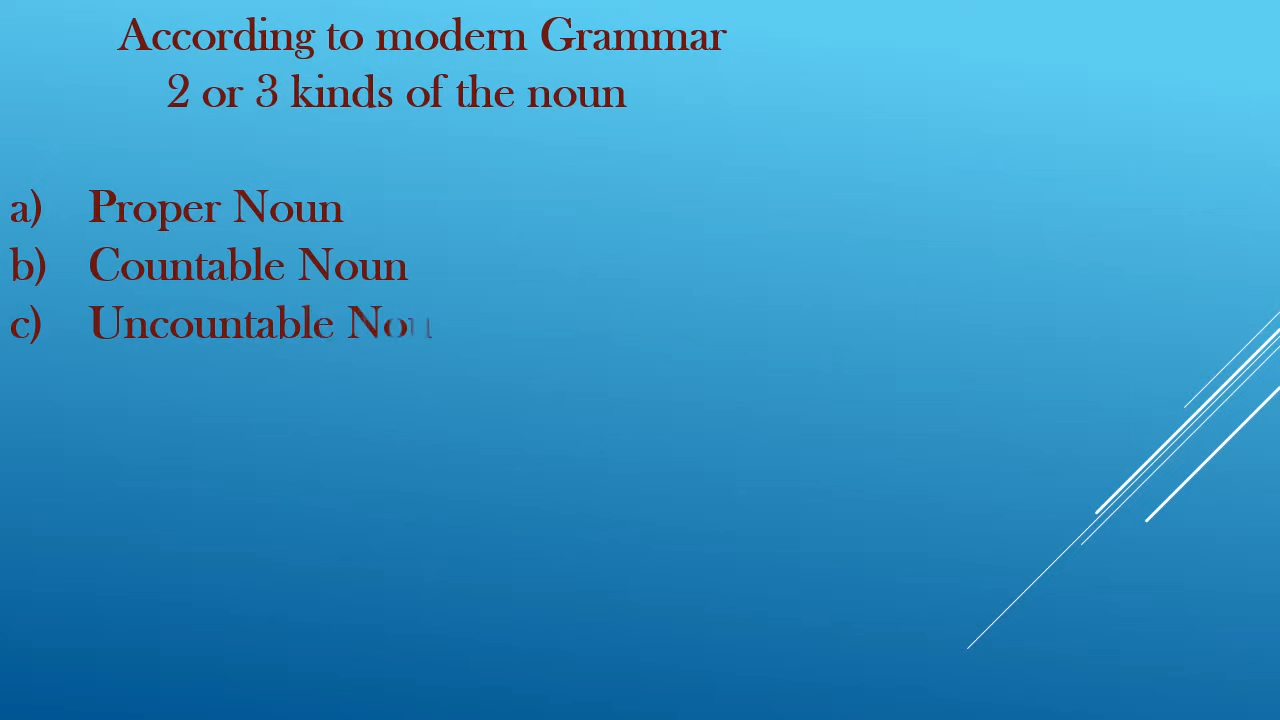 According to modern Grammar
2 or 3 kinds of the noun
a) Proper Noun
b) Countable Noun
c) Uncountable Nou